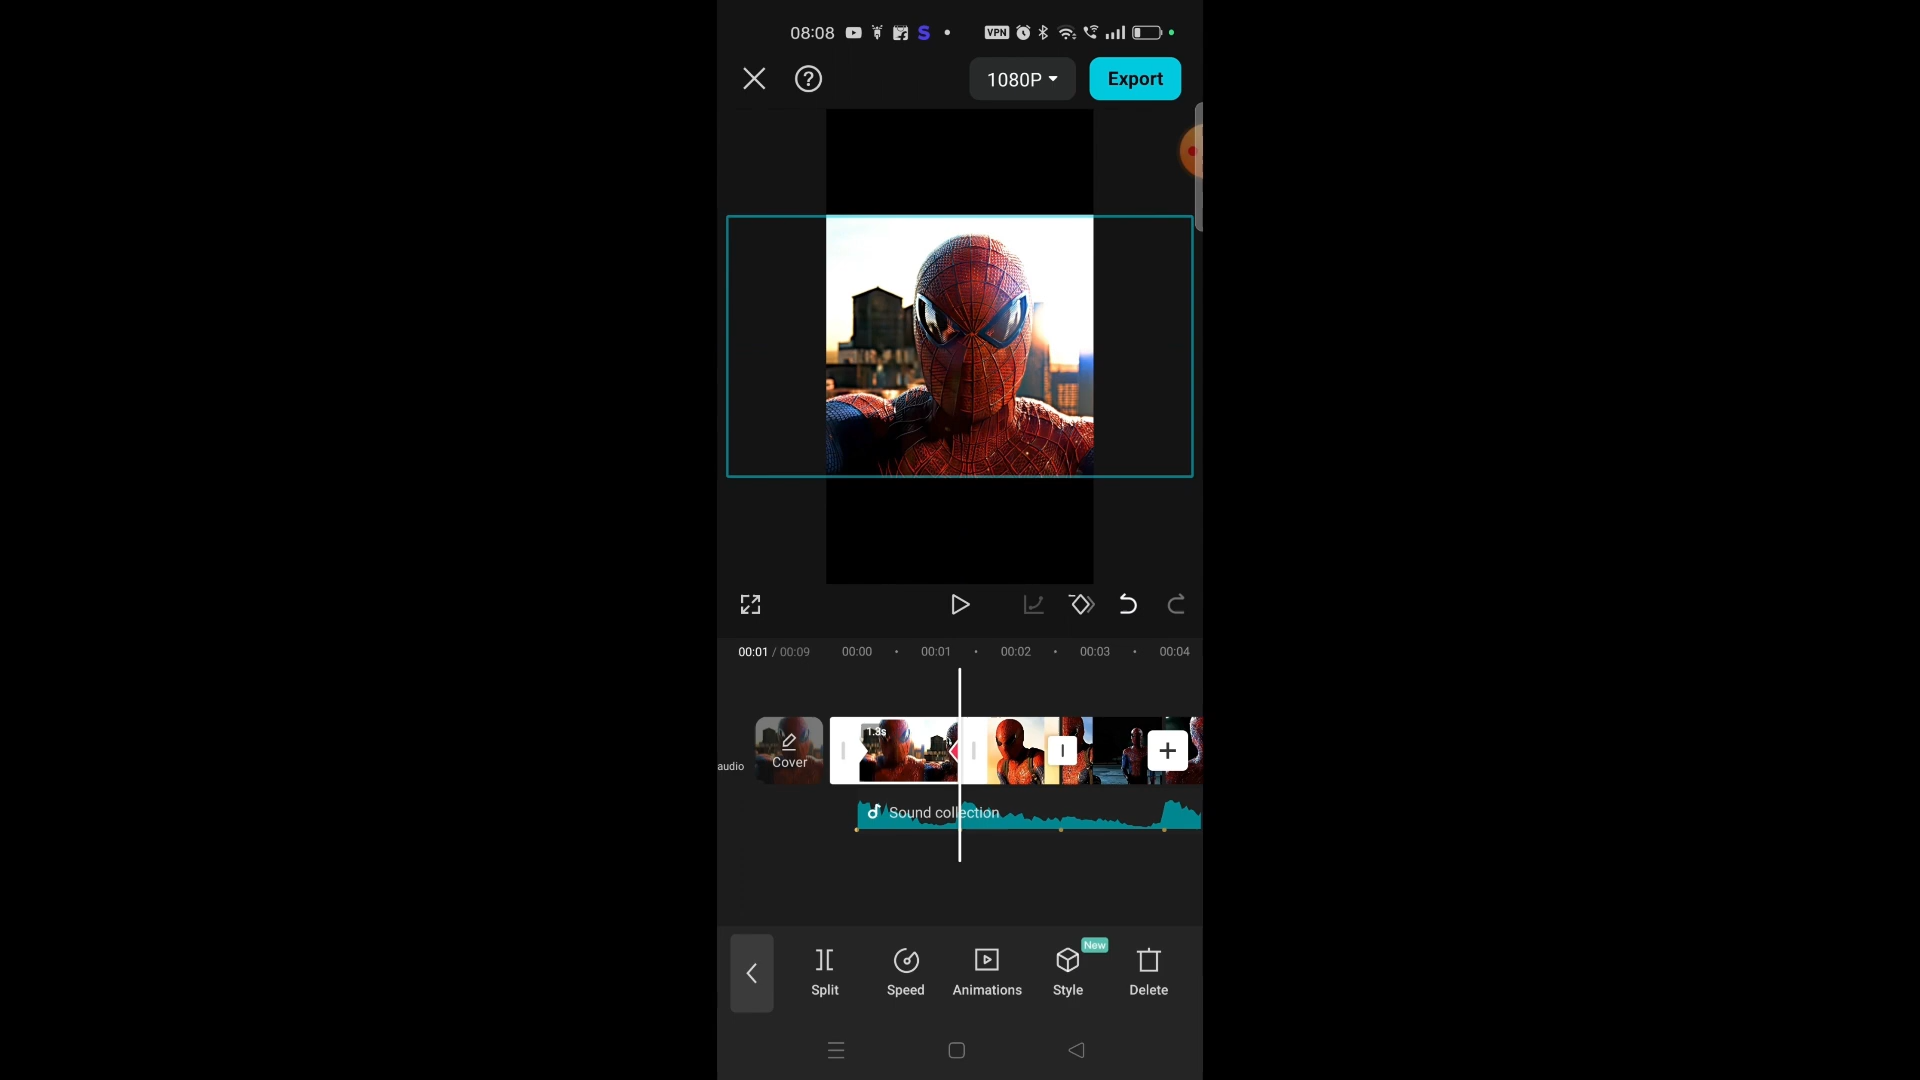 08:08 S VPN
1080P Export
00:01 / 00:09 00:00 00:01 00:02 00:03 00:04
1.3s
audio Cover
Sound collection
New
Split Speed Animations Style Delete